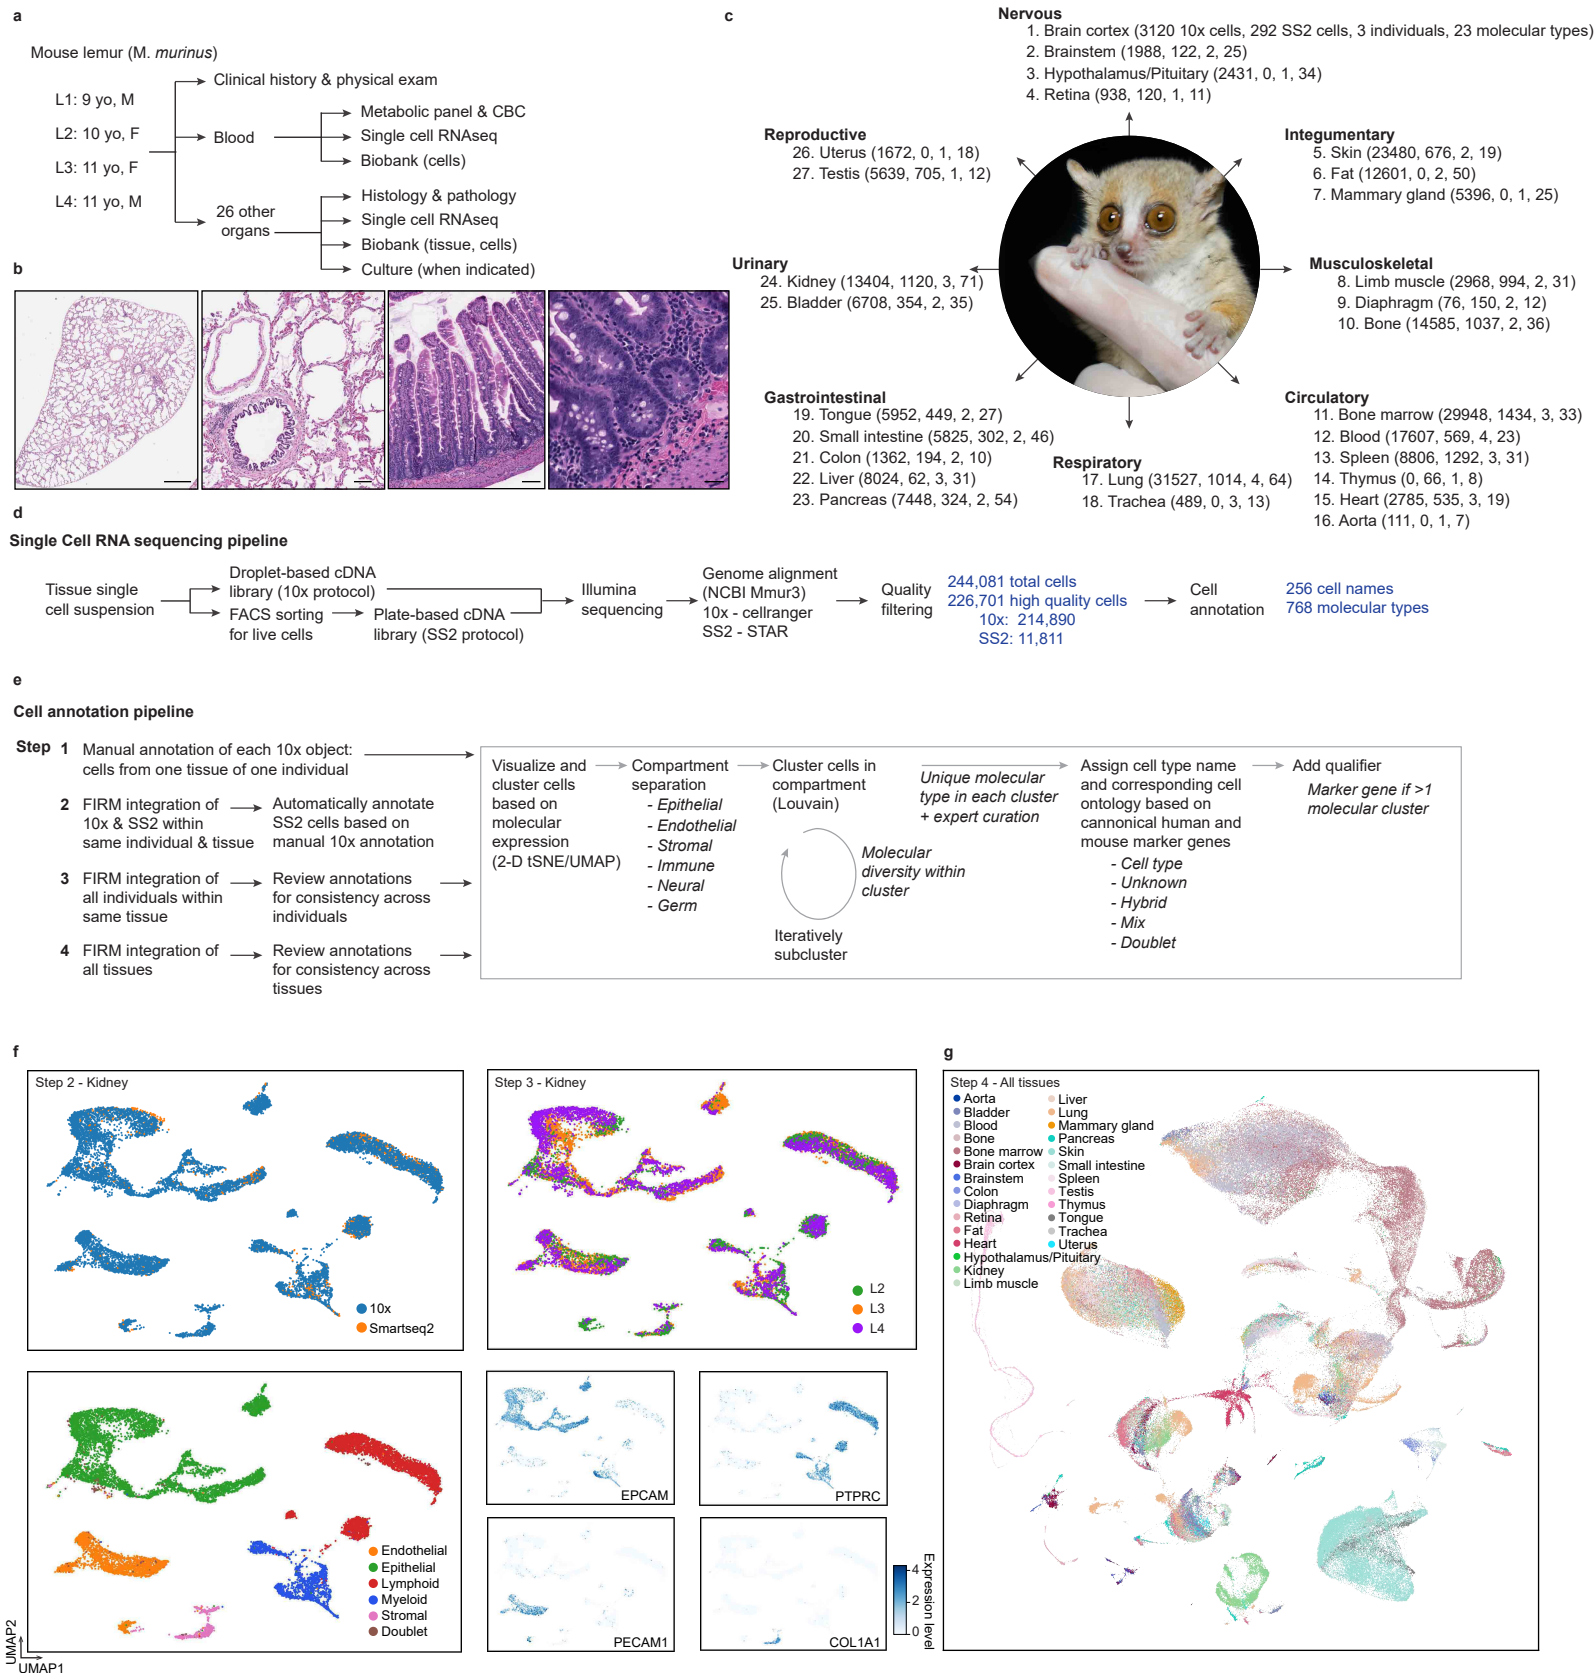 a
Mouse lemur (M. murinus)
L1: 9 yo, M
L2: 10 yo, F
L3: 11 yo, F
L4: 11 yo, M
Clinical history & physical exam
Blood
Metabolic panel & CBC
Single cell RNAseq
Biobank (cells)
26 other
organs
Histology & pathology
Single cell RNAseq
Biobank (tissue, cells)
Culture (when indicated)
b
c
Nervous
1. Brain cortex (3120 10x cells, 292 SS2 cells, 3 individuals, 23 molecular types)
2. Brainstem (1988, 122, 2, 25)
3. Hypothalamus/Pituitary (2431, 0, 1, 34)
4. Retina (938, 120, 1, 11)
Integumentary
5. Skin (23480, 676, 2, 19)
6. Fat (12601, 0, 2, 50)
7. Mammary gland (5396, 0, 1, 25)
Musculoskeletal
8. Limb muscle (2968, 994, 2, 31)
9. Diaphragm (76, 150, 2, 12)
10. Bone (14585, 1037, 2, 36)
Circulatory
11. Bone marrow (29948, 1434, 3, 33)
12. Blood (17607, 569, 4, 23)
13. Spleen (8806, 1292, 3, 31)
14. Thymus (0, 66, 1, 8)
15. Heart (2785, 535, 3, 19)
16. Aorta (111, 0, 1, 7)
Respiratory
17. Lung (31527, 1014, 4, 64)
18. Trachea (489, 0, 3, 13)
Gastrointestinal
19. Tongue (5952, 449, 2, 27)
20. Small intestine (5825, 302, 2, 46)
21. Colon (1362, 194, 2, 10)
22. Liver (8024, 62, 3, 31)
23. Pancreas (7448, 324, 2, 54)
Urinary
24. Kidney (13404, 1120, 3, 71)
25. Bladder (6708, 354, 2, 35)
Reproductive
26. Uterus (1672, 0, 1, 18)
27. Testis (5639, 705, 1, 12)
d
Single Cell RNA sequencing pipeline
Tissue single
cell suspension
Droplet-based cDNA
library (10x protocol)
FACS sorting
for live cells
Plate-based cDNA
library (SS2 protocol)
Illumina
sequencing
Genome alignment
(NCBI Mmur3)
10x - cellranger
SS2 - STAR
Quality
filtering
244,081 total cells
226,701 high quality cells
10x: 214,890
SS2: 11,811
Cell
annotation
256 cell names
768 molecular types
e
Cell annotation pipeline
Step 1 Manual annotation of each 10x object:
cells from one tissue of one individual
2 FIRM integration of
10x & SS2 within
same individual & tissue
Automatically annotate
SS2 cells based on
manual 10x annotation
3 FIRM integration of
all individuals within
same tissue
Review annotations
for consistency across
individuals
4 FIRM integration of
all tissues
Review annotations
for consistency across
tissues
Visualize and
cluster cells
based on
molecular
expression
(2-D tSNE/UMAP)
Compartment
separation
- Epithelial
- Endothelial
- Stromal
- Immune
- Neural
- Germ
Cluster cells in
compartment
(Louvain)
Molecular
diversity within
cluster
Iteratively
subcluster
Unique molecular
type in each cluster
+ expert curation
Assign cell type name
and corresponding cell
ontology based on
cannonical human and
mouse marker genes
- Cell type
- Unknown
- Hybrid
- Mix
- Doublet
Add qualifier
Marker gene if >1
molecular cluster
f
Step 2 - Kidney
10x
Smartseq2
Step 3 - Kidney
L2
L3
L4
Endothelial
Epithelial
Lymphoid
Myeloid
Stromal
Doublet
UMAP2
UMAP1
EPCAM
PTPRC
PECAM1
COL1A1
4
2
0
Expression level
g
Step 4 - All tissues
Aorta
Bladder
Blood
Bone
Bone marrow
Brain cortex
Brainstem
Colon
Diaphragm
Retina
Fat
Heart
Hypothalamus/Pituitary
Kidney
Limb muscle
Liver
Lung
Mammary gland
Pancreas
Skin
Small intestine
Spleen
Testis
Thymus
Tongue
Trachea
Uterus